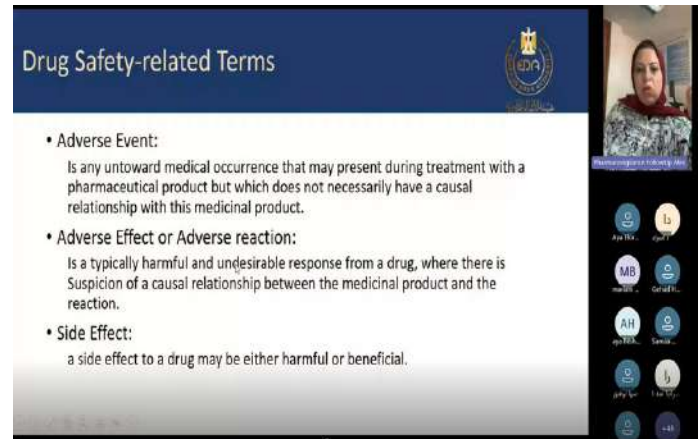 Drug Safety-related Terms
EDA
• Adverse Event:
Is any untoward medical occurrence that may present during treatment with a
pharmaceutical product but which does not necessarily have a causal
relationship with this medicinal product.
• Adverse Effect or Adverse reaction:
Is a typically harmful and undesirable response from a drug, where there is
Suspicion of a causal relationship between the medicinal product and the
reaction.
• Side Effect:
a side effect to a drug may be either harmful or beneficial.
MB
AH
+48